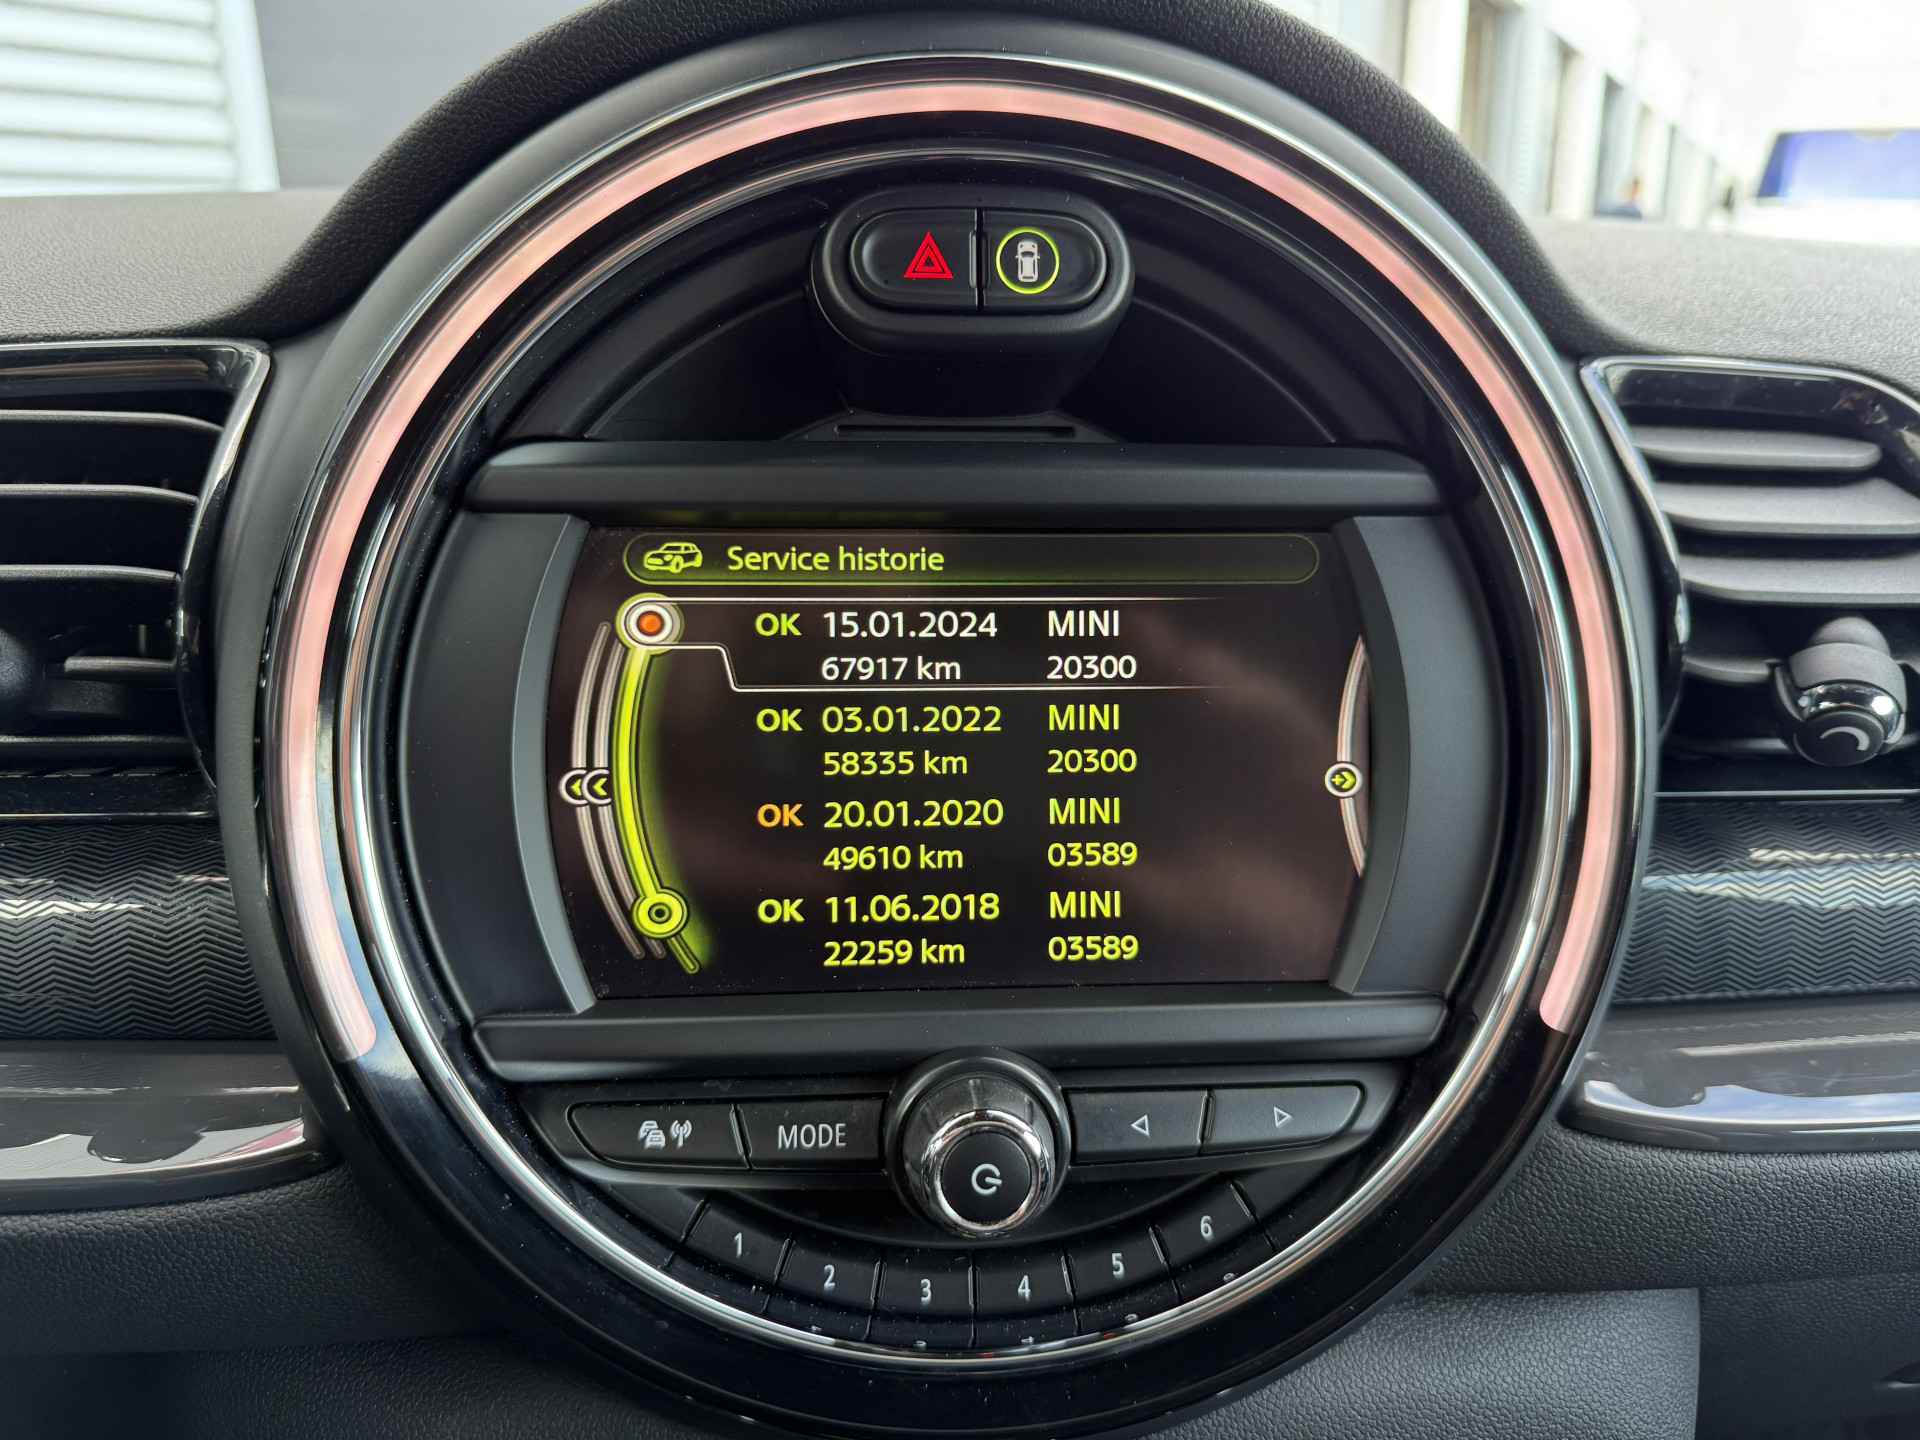 Service historie
OK 15.01.2024 MINI
67917 km 20300
OK 03.01.2022 MINI
58335 km 20300
OK 20.01.2020 MINI
49610 km 03589
OK 11.06.2018 MINI
22259 km 03589
MODE
1 2 3 4 5 6